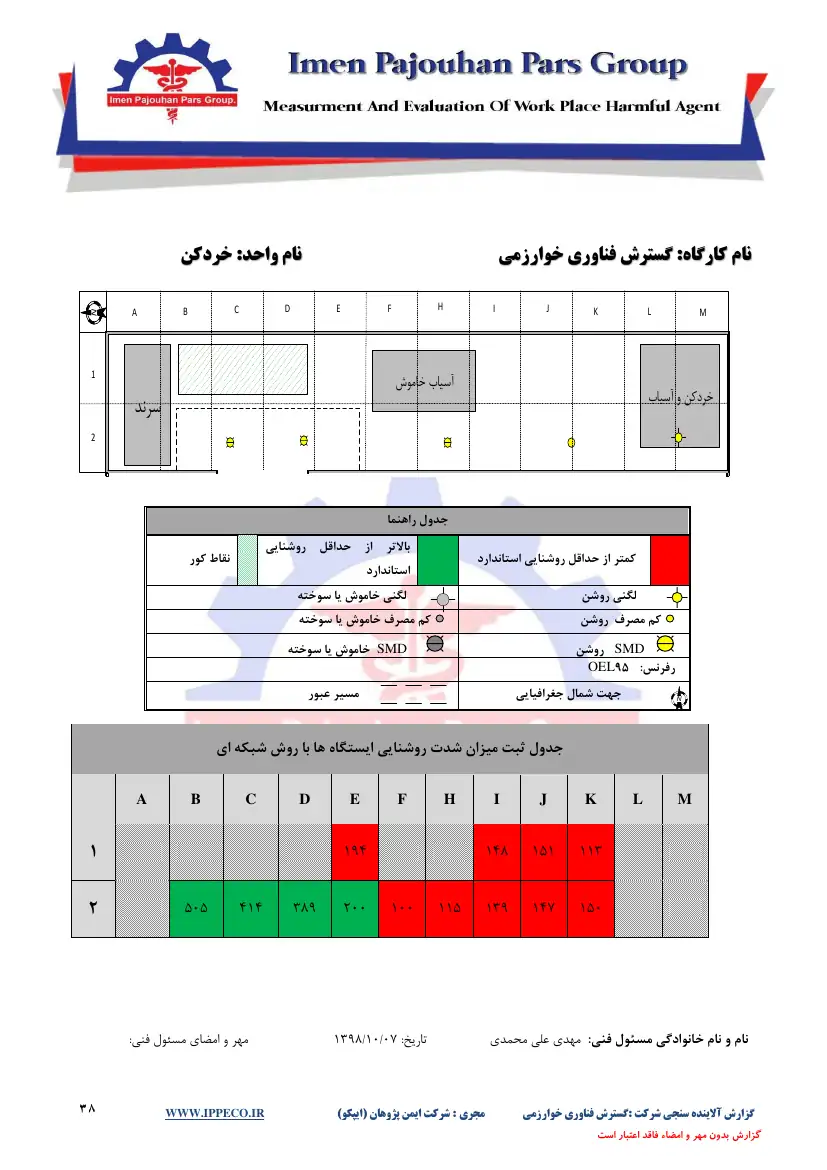 Imen Pajouhan Pars Group
Imen Pajouhan Pars Group.
Measurment And Evaluation Of Work Place Harmful Agent
نام کارگاه: گسترش فناوری خوارزمی نام واحد: خردکن
A B C D E F H I J K L M
1
آسیاب خاموش
سرند
خردکن و آسیاب
2
جدول راهنما
کمتر از حداقل روشنایی استاندارد
بالاتر از حداقل روشنایی
استاندارد
نقاط کور
لگنی روشن
لگنی خاموش یا سوخته
کم مصرف روشن
کم مصرف خاموش یا سوخته
SMD روشن
SMD خاموش یا سوخته
رفرنس: OEL۹۵
جهت شمال جغرافیایی
مسیر عبور
جدول ثبت میزان شدت روشنایی ایستگاه ها با روش شبکه ای
A B C D E F H I J K L M
۱ ۱۹۴ ۱۴۸ ۱۵۱ ۱۱۳
۲ ۵۰۵ ۴۱۴ ۳۸۹ ۲۰۰ ۱۰۰ ۱۱۵ ۱۳۹ ۱۴۷ ۱۵۰
نام و نام خانوادگی مسئول فنی: مهدی علی محمدی تاریخ: ۱۳۹۸/۱۰/۰۷ مهر و امضای مسئول فنی:
گزارش آلاینده سنجی شرکت :گسترش فناوری خوارزمی مجری : شرکت ایمن پژوهان (ایپکو) WWW.IPPECO.IR ۳۸
گزارش بدون مهر و امضاء فاقد اعتبار است